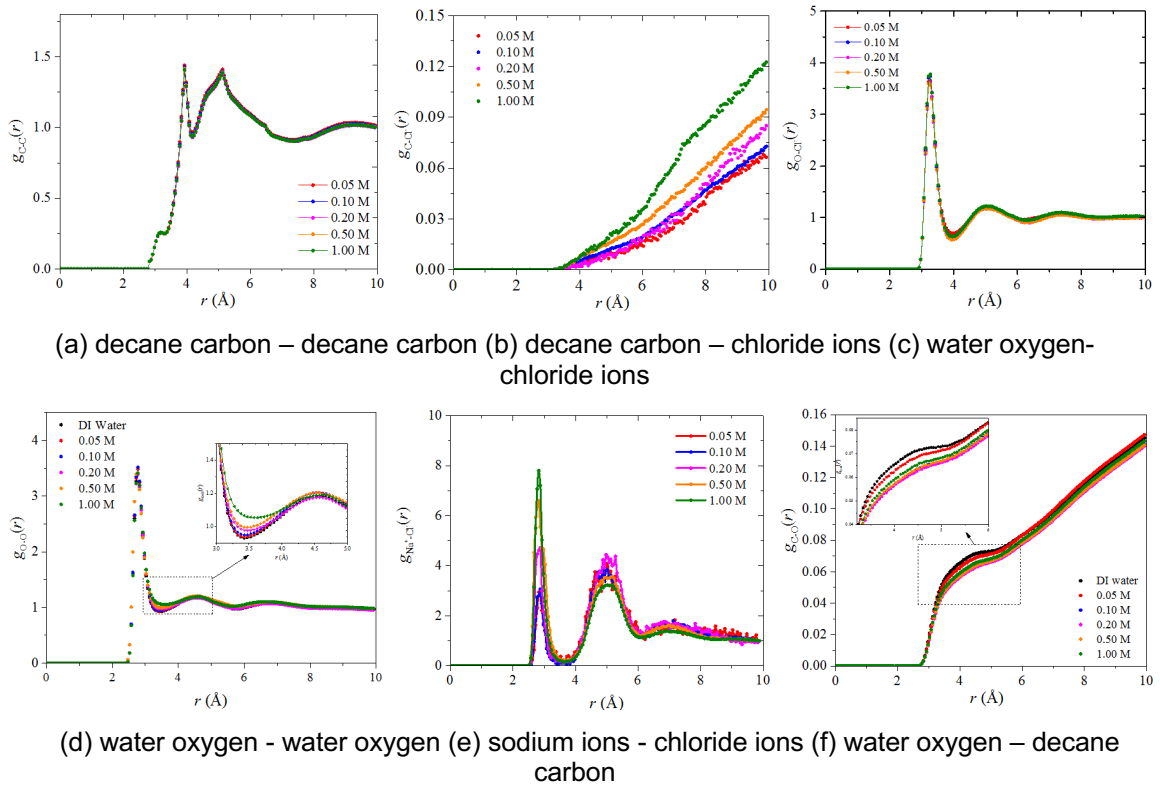 g_C-C(r)
1.5
1.0
0.5
0.0
0 2 4 6 8 10
r (Å)
0.05 M
0.10 M
0.20 M
0.50 M
1.00 M
g_C-Cl⁻(r)
0.15
0.12
0.09
0.06
0.03
0.00
0 2 4 6 8 10
r (Å)
0.05 M
0.10 M
0.20 M
0.50 M
1.00 M
g_O-Cl⁻(r)
5
4
3
2
1
0
0 2 4 6 8 10
r (Å)
0.05 M
0.10 M
0.20 M
0.50 M
1.00 M
(a) decane carbon – decane carbon (b) decane carbon – chloride ions (c) water oxygen-
chloride ions
g_O-O(r)
4
3
2
1
0
0 2 4 6 8 10
r (Å)
DI Water
0.05 M
0.10 M
0.20 M
0.50 M
1.00 M
1.4
1.2
1.0
3.0 3.5 4.0 4.5 5.0
r (Å)
g_Na⁺-Cl⁻(r)
10
8
6
4
2
0
0 2 4 6 8 10
r (Å)
0.05 M
0.10 M
0.20 M
0.50 M
1.00 M
g_C-O(r)
0.16
0.14
0.12
0.10
0.08
0.06
0.04
0.02
0.00
0 2 4 6 8 10
r (Å)
DI water
0.05 M
0.10 M
0.20 M
0.50 M
1.00 M
r (Å)
(d) water oxygen - water oxygen (e) sodium ions - chloride ions (f) water oxygen – decane
carbon